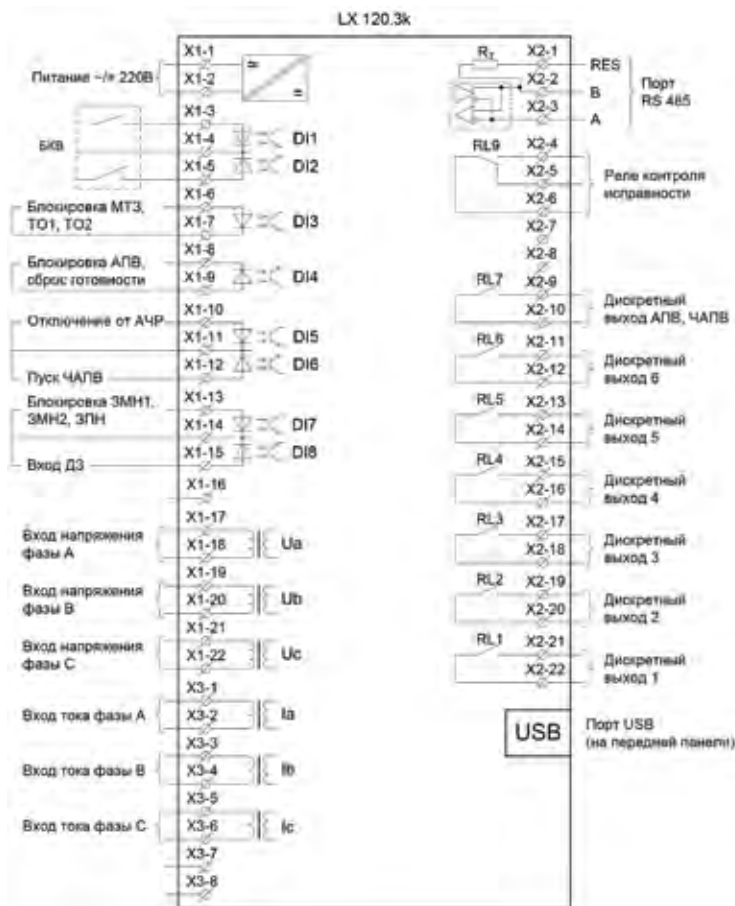 LX 120.3k
X1-1
Питание ~/= 220В
X1-2
X1-3
БКВ
X1-4
DI1
X1-5
DI2
X1-6
Блокировка МТЗ,
ТО1, ТО2
X1-7
DI3
X1-8
Блокировка АПВ,
сброс готовности
X1-9
DI4
X1-10
Отключение от АЧР
X1-11
DI5
X1-12
DI6
Пуск ЧАПВ
X1-13
Блокировка ЗМН1,
ЗМН2, ЗПН
X1-14
DI7
X1-15
DI8
Вход ДЗ
X1-16
X1-17
Вход напряжения
фазы А
X1-18
Ua
X1-19
Вход напряжения
фазы В
X1-20
Ub
X1-21
Вход напряжения
фазы С
X1-22
Uc
X3-1
Вход тока фазы А
X3-2
Ia
X3-3
Вход тока фазы В
X3-4
Ib
X3-5
Вход тока фазы С
X3-6
Ic
X3-7
X3-8
RT
X2-1
RES
X2-2
B
X2-3
A
Порт
RS 485
RL9
X2-4
X2-5
X2-6
Реле контроля
исправности
X2-7
X2-8
RL7
X2-9
X2-10
Дискретный
выход АПВ, ЧАПВ
RL6
X2-11
X2-12
Дискретный
выход 6
RL5
X2-13
X2-14
Дискретный
выход 5
RL4
X2-15
X2-16
Дискретный
выход 4
RL3
X2-17
X2-18
Дискретный
выход 3
RL2
X2-19
X2-20
Дискретный
выход 2
RL1
X2-21
X2-22
Дискретный
выход 1
USB
Порт USB
(на передней панели)